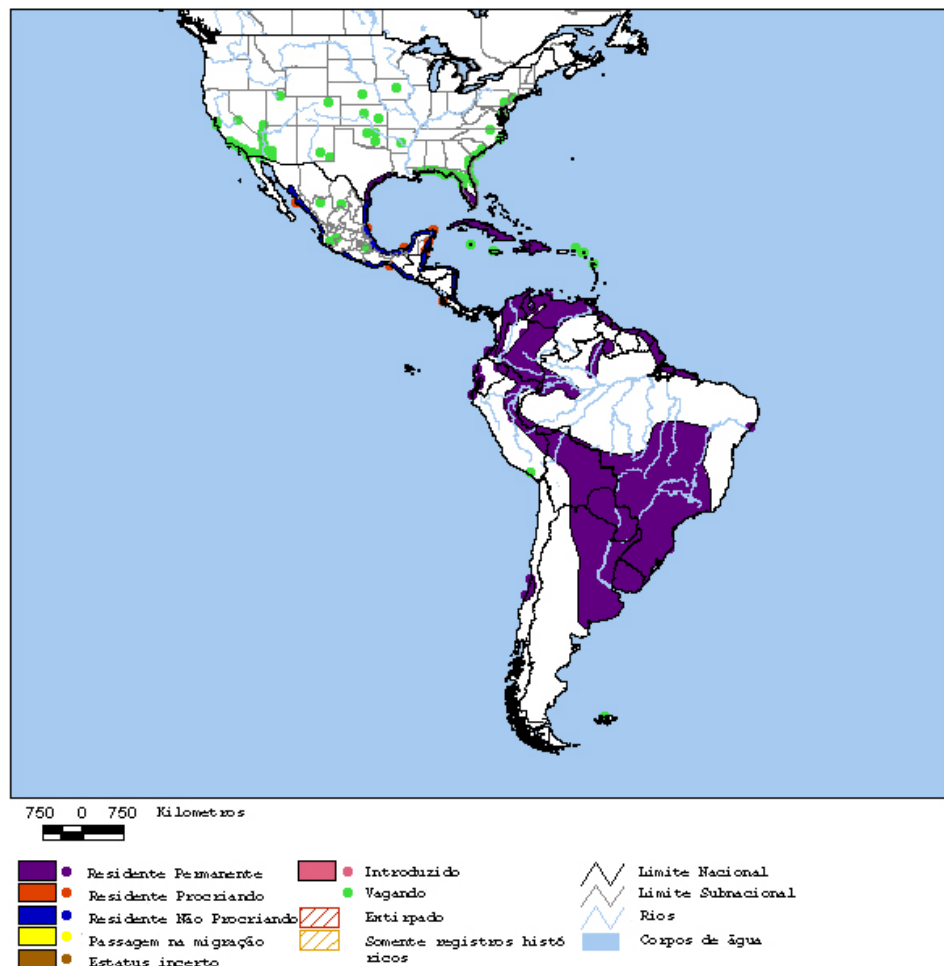 750 0 750 Kilometros
Residente Permanente
Residente Procriando
Residente Não Procriando
Passagem na migração
Estatus incerto
Introduzido
Vagando
Extirpado
Somente registros histó
ricos
Limite Nacional
Limite Subnacional
Rios
Corpos de água